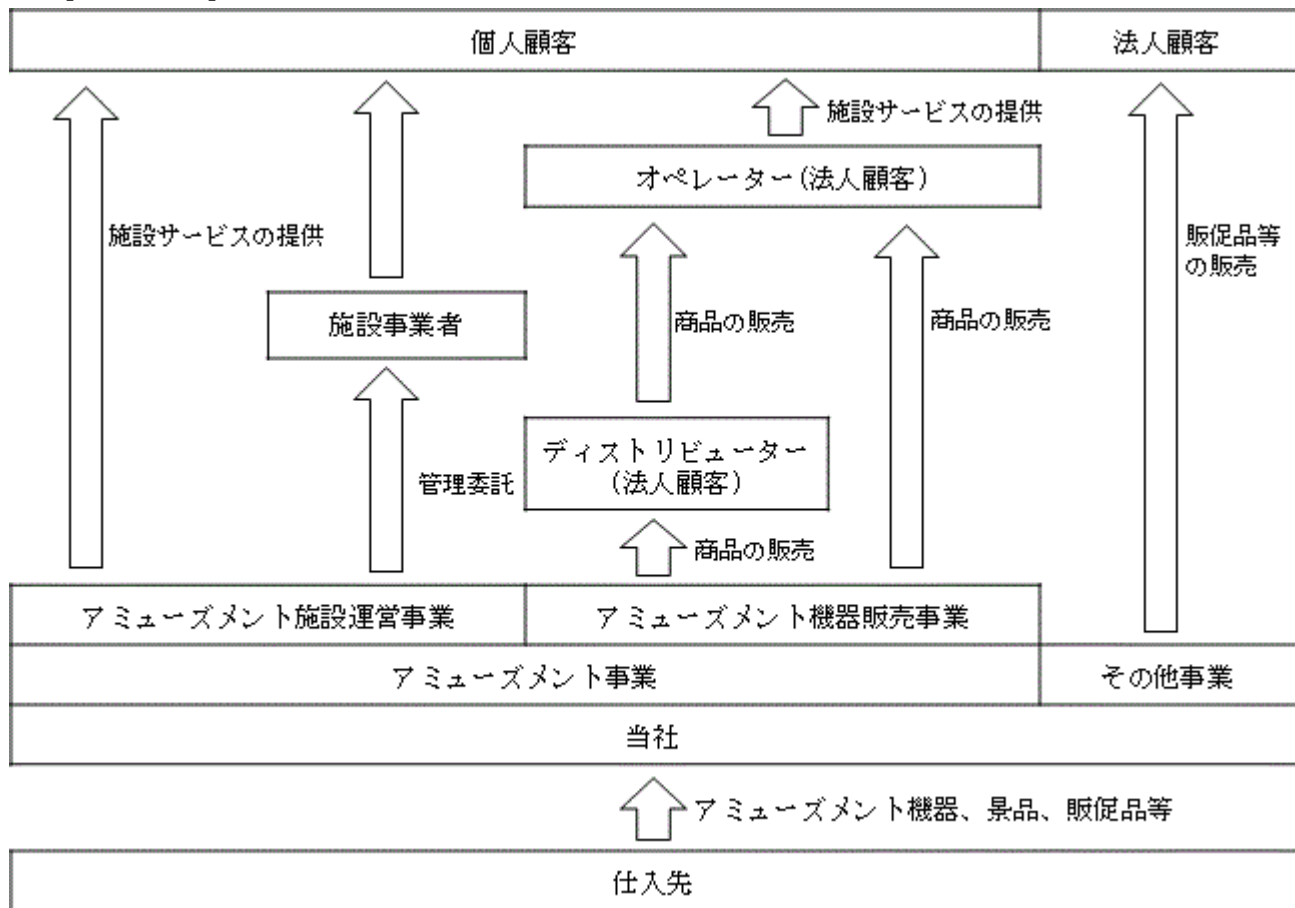 個人顧客
法人顧客
施設サービスの提供
オペレーター(法人顧客)
施設サービスの提供
販促品等
の販売
施設事業者
商品の販売
商品の販売
ディストリビューター
(法人顧客)
管理委託
商品の販売
アミューズメント施設運営事業
アミューズメント機器販売事業
アミューズメント事業
その他事業
当社
アミューズメント機器、景品、販促品等
仕入先